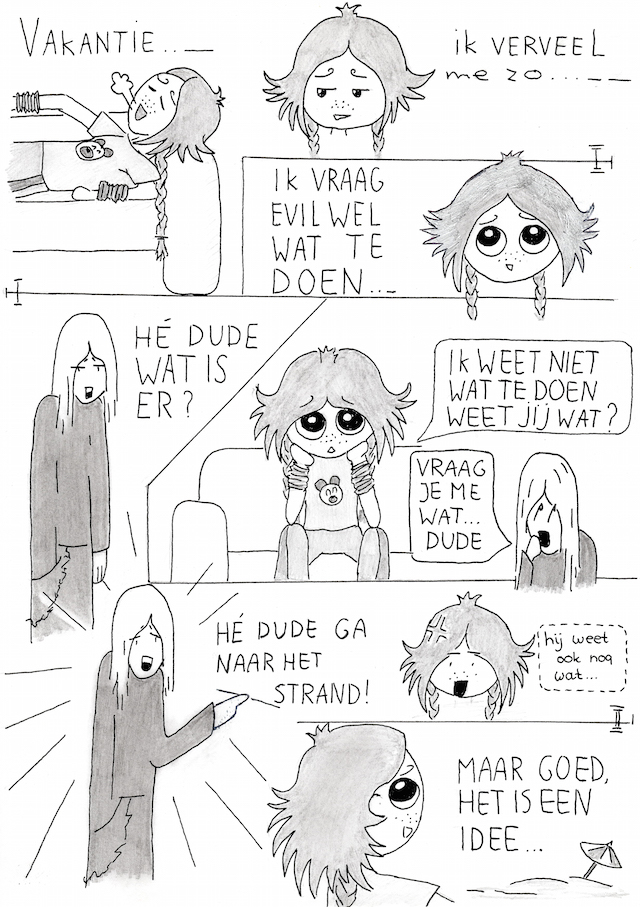 VAKANTIE...
ik VERVEEL
me zo...
Ik VRAAG
EVIL WEL
WAT TE
DOEN...
HÉ DUDE
WAT IS
ER?
Ik WEET NIET
WAT TE DOEN
WEET JIJ WAT?
VRAAG
JE ME
WAT...
DUDE
HÉ DUDE GA
NAAR HET
STRAND!
hij weet
ook nog
wat...
MAAR GOED,
HET IS EEN
IDEE...